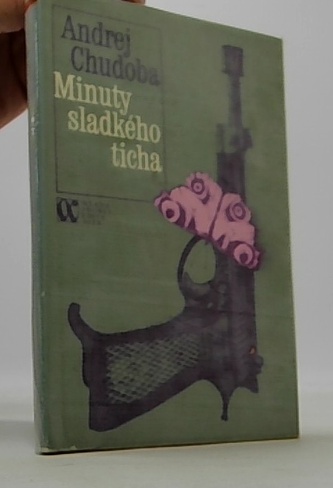 Andrej
Chudoba
Minuty
sladkého
ticha